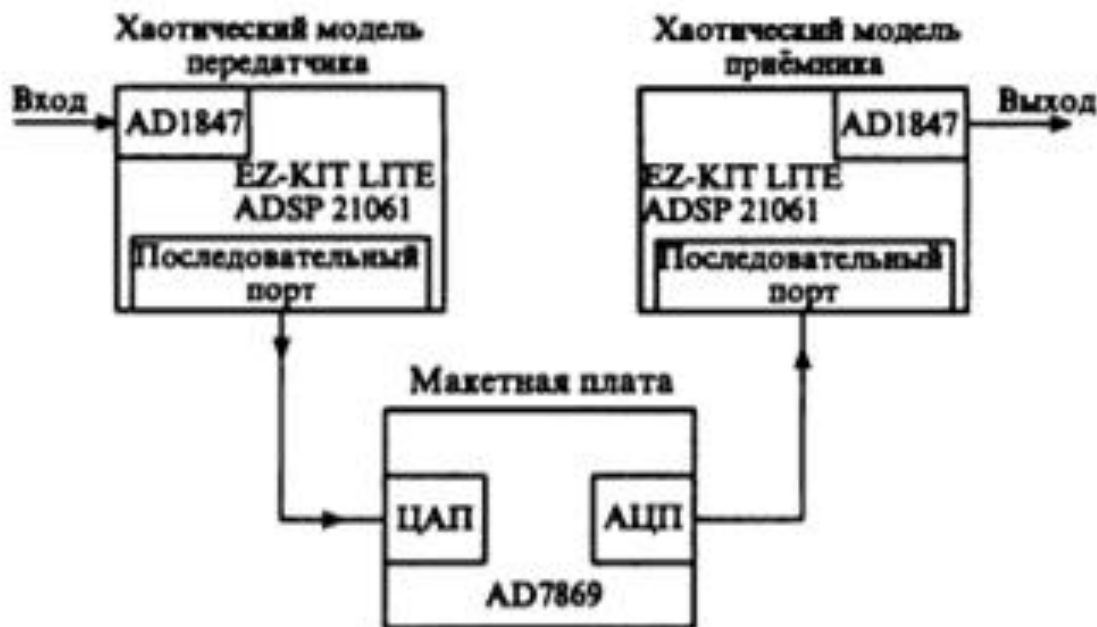 Хаотический модель
передатчика
Хаотический модель
приёмника
Вход
AD1847
EZ-KIT LITE
ADSP 21061
Последовательный
порт
AD1847
Выход
EZ-KIT LITE
ADSP 21061
Последовательный
порт
Макетная плата
ЦАП
АЦП
AD7869